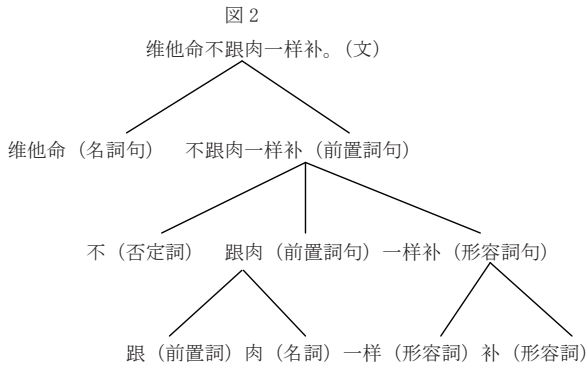 図 2
维他命不跟肉一样补。(文)
维他命（名詞句） 不跟肉一样补（前置詞句）
不（否定詞） 跟肉（前置詞句）一样补（形容詞句）
跟（前置詞）肉（名詞）一样（形容詞）补（形容詞）